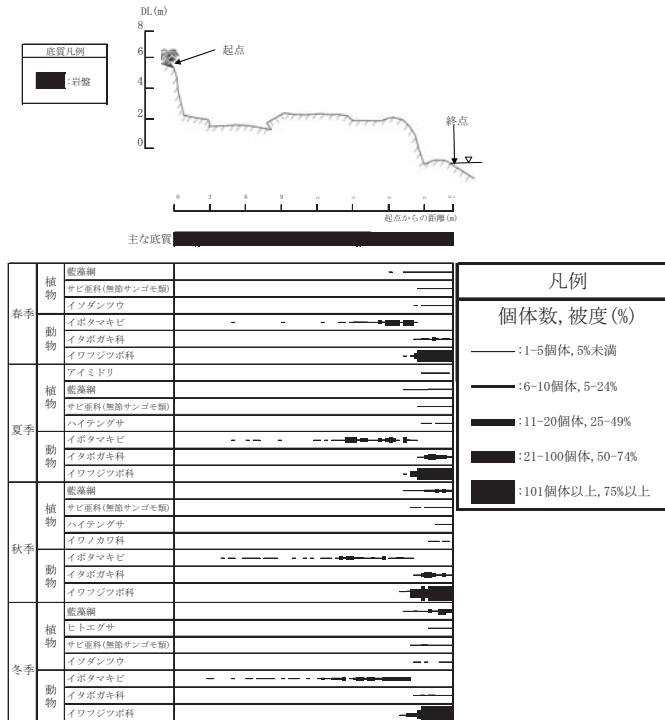 DL(m)
8
6
4
2
0
底質凡例
:岩盤
起点
終点
0
3
6
9
起点からの距離(m)
主な底質
春季
植物
藍藻綱
サビ亜科(無節サンゴモ類)
イソダンツウ
動物
イボタマキビ
イタボガキ科
イワフジツボ科
夏季
植物
アイミドリ
藍藻綱
サビ亜科(無節サンゴモ類)
ハイテングサ
動物
イボタマキビ
イタボガキ科
イワフジツボ科
秋季
植物
藍藻綱
サビ亜科(無節サンゴモ類)
ハイテングサ
イワノカワ科
動物
イボタマキビ
イタボガキ科
イワフジツボ科
冬季
植物
藍藻綱
ヒトエグサ
サビ亜科(無節サンゴモ類)
イソダンツウ
動物
イボタマキビ
イタボガキ科
イワフジツボ科
凡例
個体数,被度(%)
:1-5個体,5%未満
:6-10個体,5-24%
:11-20個体,25-49%
:21-100個体,50-74%
:101個体以上,75%以上